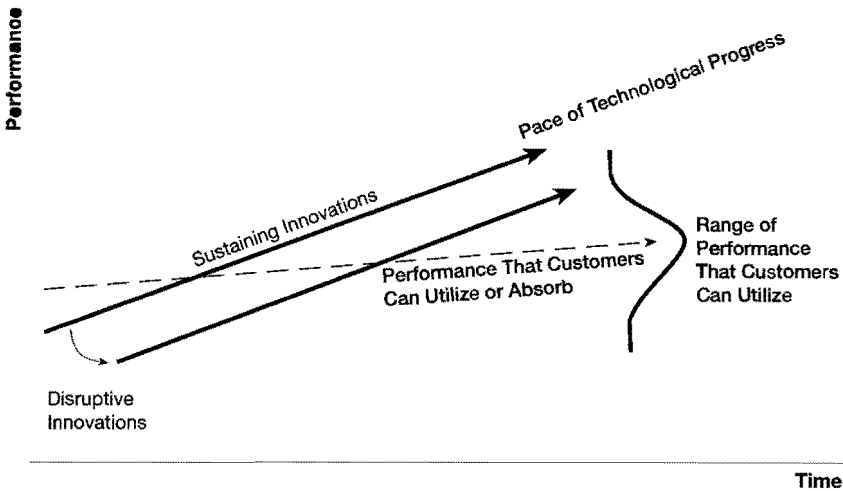 Performance
Pace of Technological Progress
Sustaining Innovations
Performance That Customers
Can Utilize or Absorb
Range of
Performance
That Customers
Can Utilize
Disruptive
Innovations
Time